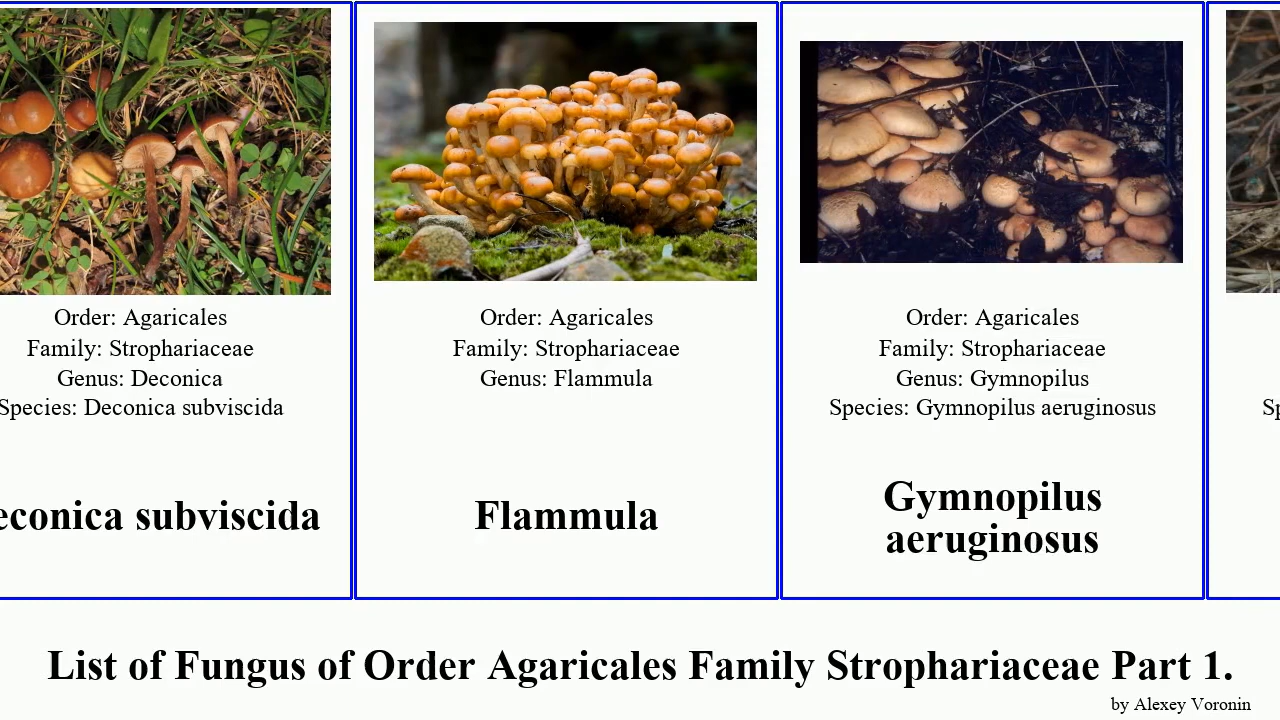 Order: Agaricales
Family: Strophariaceae
Genus: Deconica
Species: Deconica subviscida
econica subviscida
Order: Agaricales
Family: Strophariaceae
Genus: Flammula
Flammula
Order: Agaricales
Family: Strophariaceae
Genus: Gymnopilus
Species: Gymnopilus aeruginosus
Gymnopilus
aeruginosus
Sp
List of Fungus of Order Agaricales Family Strophariaceae Part 1.
by Alexey Voronin